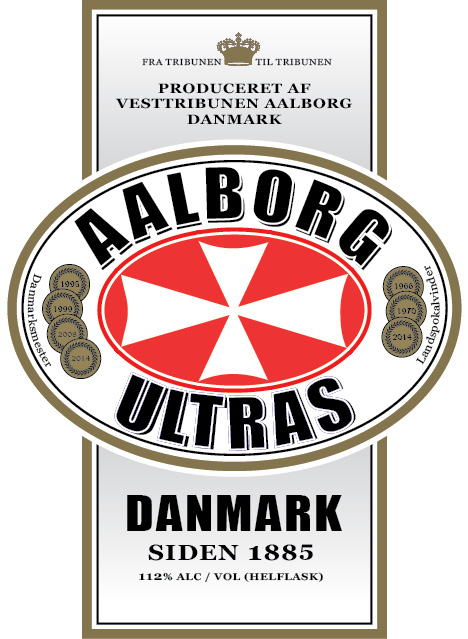 FRA TRIBUNEN TIL TRIBUNEN
PRODUCERET AF
VESTTRIBUNEN AALBORG
DANMARK
AALBORG
Danmarksmester
1995
1999
2008
2014
1966
1970
2014
Landspokalvinder
ULTRAS
DANMARK
SIDEN 1885
112% ALC / VOL (HELFLASK)